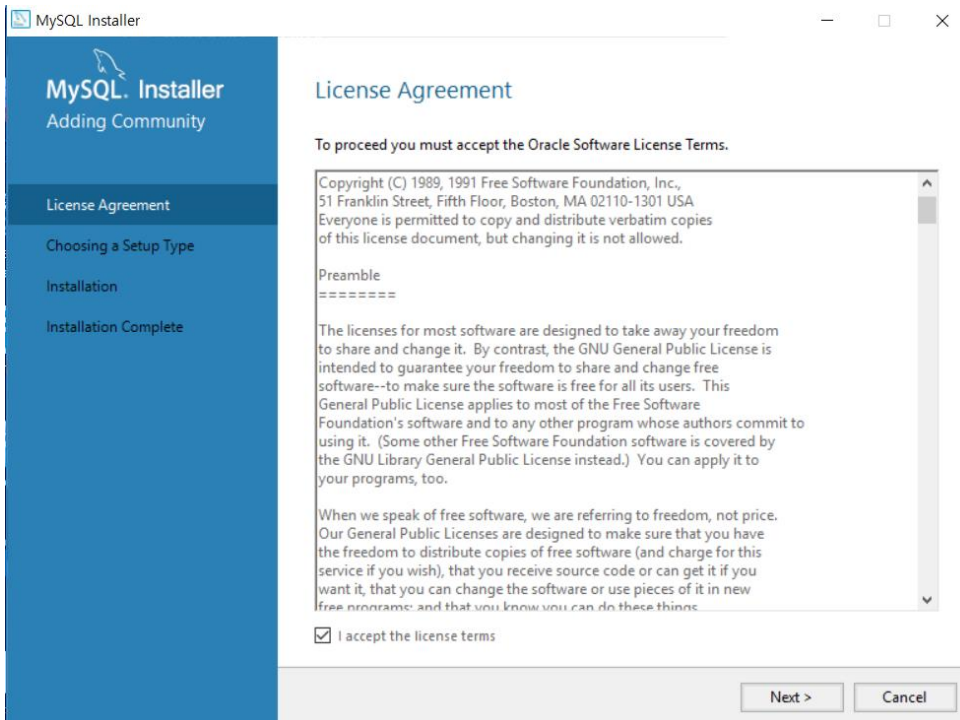 MySQL Installer
MySQL. Installer
Adding Community
License Agreement
Choosing a Setup Type
Installation
Installation Complete
License Agreement
To proceed you must accept the Oracle Software License Terms.
Copyright (C) 1989, 1991 Free Software Foundation, Inc.,
51 Franklin Street, Fifth Floor, Boston, MA 02110-1301 USA
Everyone is permitted to copy and distribute verbatim copies
of this license document, but changing it is not allowed.
Preamble
========
The licenses for most software are designed to take away your freedom
to share and change it.  By contrast, the GNU General Public License is
intended to guarantee your freedom to share and change free
software--to make sure the software is free for all its users.  This
General Public License applies to most of the Free Software
Foundation's software and to any other program whose authors commit to
using it.  (Some other Free Software Foundation software is covered by
the GNU Library General Public License instead.)  You can apply it to
your programs, too.
When we speak of free software, we are referring to freedom, not price.
Our General Public Licenses are designed to make sure that you have
the freedom to distribute copies of free software (and charge for this
service if you wish), that you receive source code or can get it if you
want it, that you can change the software or use pieces of it in new
free programs; and that you know you can do these things.
I accept the license terms
Next >
Cancel